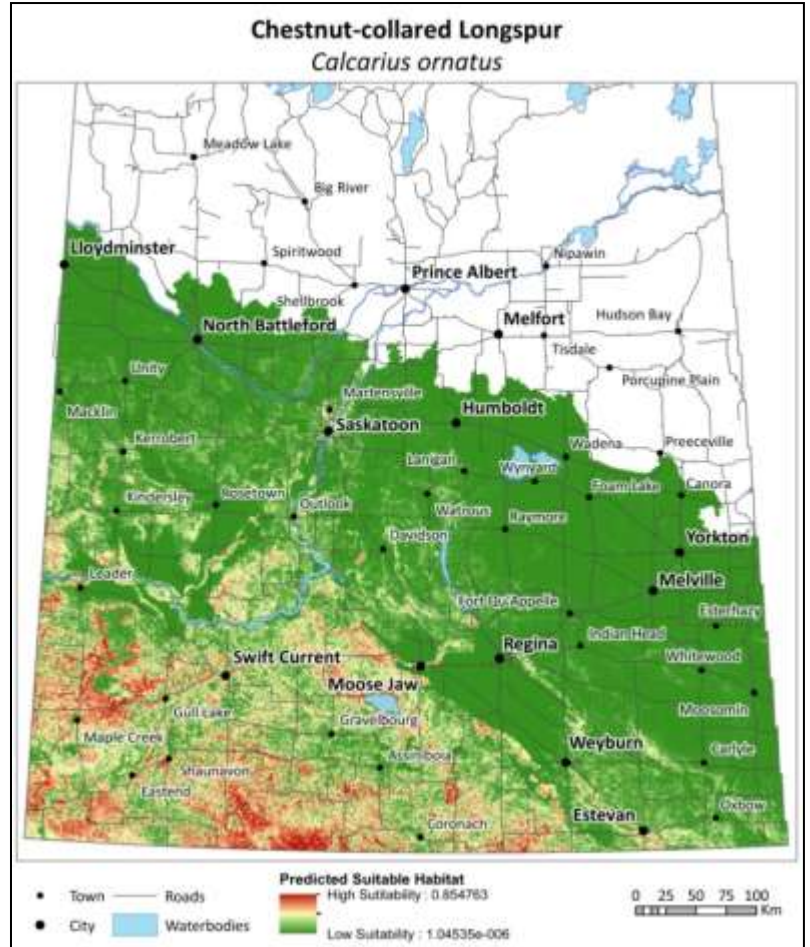 Chestnut-collared Longspur
Calcarius ornatus
Meadow Lake
Big River
Lloydminster
Spiritwood
Nipawin
Prince Albert
Shellbrook
North Battleford
Melfort
Hudson Bay
Tisdale
Unity
Porcupine Plain
Macklin
Martensville
Saskatoon
Humboldt
Kerrobert
Wadena
Preeceville
Lanigan
Wynyard
Kindersley
Rosetown
Outlook
Watrous
Foam Lake
Canora
Raymore
Davidson
Yorkton
Leader
Melville
Fort Qu'Appelle
Esterhazy
Indian Head
Regina
Swift Current
Whitewood
Moose Jaw
Gull Lake
Moosomin
Maple Creek
Gravelbourg
Weyburn
Assiniboia
Carlyle
Shaunavon
Eastend
Oxbow
Estevan
Coronach
Predicted Suitable Habitat
Town Roads High Sutitability : 0.854763
City Waterbodies Low Suitability : 1.04535e-006
0 25 50 75 100
Km